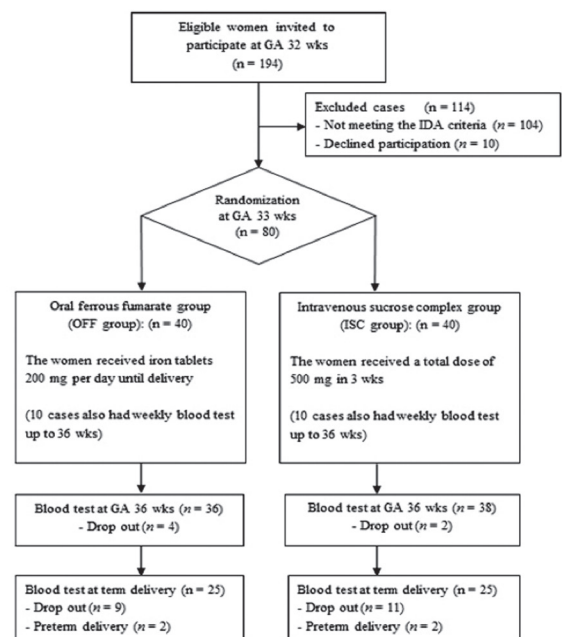 Eligible women invited to
participate at GA 32 wks
(n = 194)
Excluded cases (n = 114)
- Not meeting the IDA criteria (n = 104)
- Declined participation (n = 10)
Randomization
at GA 33 wks
(n = 80)
Oral ferrous fumarate group
(OFF group): (n = 40)
The women received iron tablets
200 mg per day until delivery
(10 cases also had weekly blood test
up to 36 wks)
Intravenous sucrose complex group
(ISC group): (n = 40)
The women received a total dose of
500 mg in 3 wks
(10 cases also had weekly blood test
up to 36 wks)
Blood test at GA 36 wks (n = 36)
- Drop out (n = 4)
Blood test at GA 36 wks (n = 38)
- Drop out (n = 2)
Blood test at term delivery (n = 25)
- Drop out (n = 9)
- Preterm delivery (n = 2)
Blood test at term delivery (n = 25)
- Drop out (n = 11)
- Preterm delivery (n = 2)